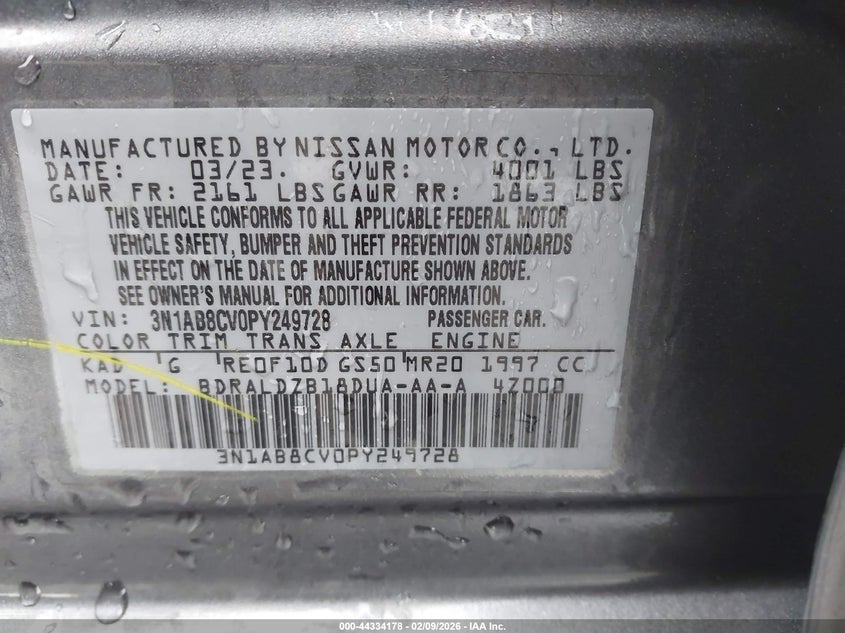 MANUFACTURED BY NISSAN MOTOR CO., LTD.
DATE: 03/23. GVWR: 4001 LBS
GAWR FR: 2161 LBS GAWR RR: 1863 LBS
THIS VEHICLE CONFORMS TO ALL APPLICABLE FEDERAL MOTOR
VEHICLE SAFETY, BUMPER AND THEFT PREVENTION STANDARDS
IN EFFECT ON THE DATE OF MANUFACTURE SHOWN ABOVE.
SEE OWNER'S MANUAL FOR ADDITIONAL INFORMATION.
VIN: 3N1AB8CV0PY249728 PASSENGER CAR.
COLOR TRIM TRANS AXLE ENGINE
KAD G RE0F10D GS50 MR20 1997 CC
MODEL: BDRALDZB18DUA-AA-A 4Z000
3N1AB8CV0PY249728
000-44334178 - 02/09/2026 - IAA Inc.